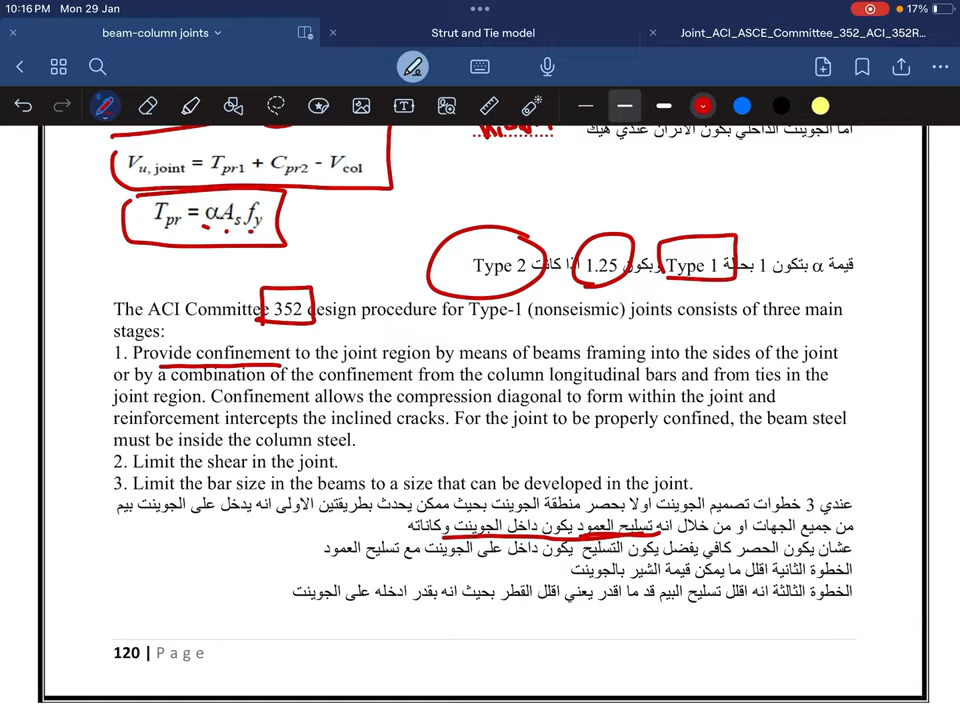 10:16 PM Mon 29 Jan
17%
beam-column joints
Strut and Tie model
Joint_ACI_ASCE_Committee_352_ACI_352R...
اما الجوينت الداخلي بكون الاتزان عندي هيك
Vu, joint = Tpr1 + Cpr2 - Vcol
Tpr = αAs fy
قيمة α بتكون 1 بحالة Type 1 وبكون 1.25 اذا كانت Type 2
The ACI Committee 352 design procedure for Type-1 (nonseismic) joints consists of three main
stages:
1. Provide confinement to the joint region by means of beams framing into the sides of the joint
or by a combination of the confinement from the column longitudinal bars and from ties in the
joint region. Confinement allows the compression diagonal to form within the joint and
reinforcement intercepts the inclined cracks. For the joint to be properly confined, the beam steel
must be inside the column steel.
2. Limit the shear in the joint.
3. Limit the bar size in the beams to a size that can be developed in the joint.
عندي 3 خطوات تصميم الجوينت اولا بحصر منطقة الجوينت بحيث ممكن يحدث بطريقتين الاولى انه يدخل على الجوينت بيم
من جميع الجهات او من خلال انه تسليح العمود يكون داخل الجوينت وكاناته
عشان يكون الحصر كافي يفضل يكون التسليح يكون داخل على الجوينت مع تسليح العمود
الخطوة الثانية اقلل ما يمكن قيمة الشير بالجوينت
الخطوة الثالثة انه اقلل تسليح البيم قد ما اقدر يعني اقلل القطر بحيث انه بقدر ادخله على الجوينت
120 | Page